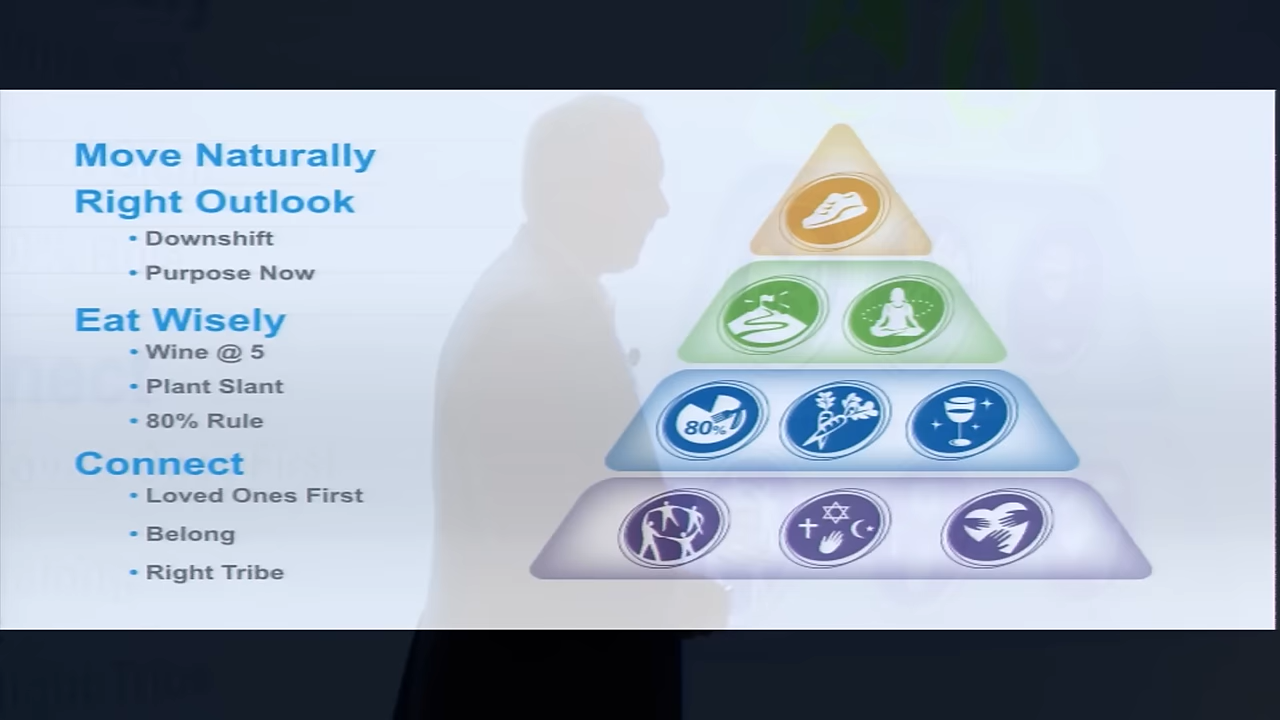 Move Naturally
Right Outlook
• Downshift
• Purpose Now
Eat Wisely
• Wine @ 5
• Plant Slant
• 80% Rule
Connect
• Loved Ones First
• Belong
• Right Tribe
80%